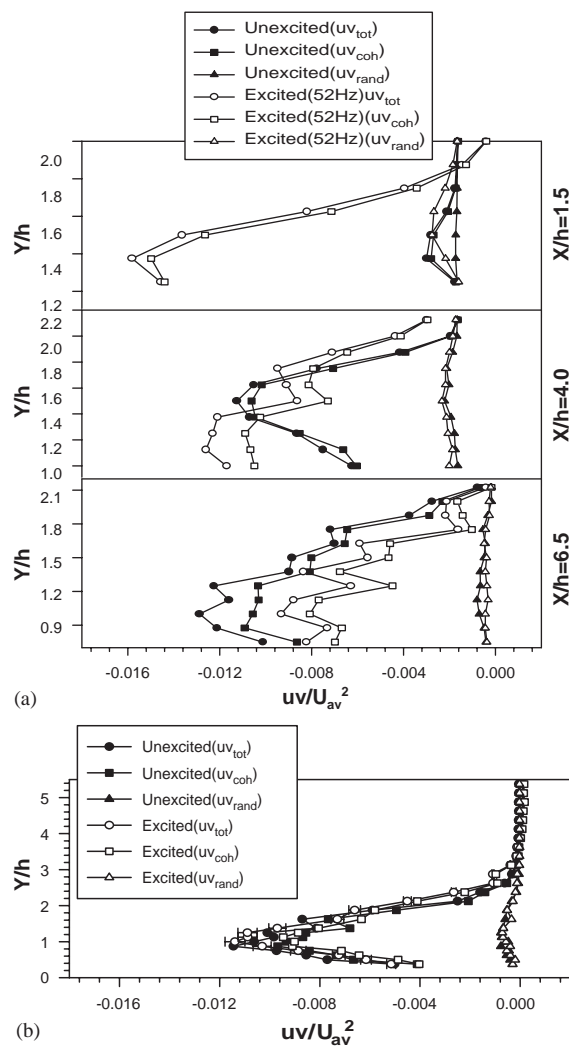 Unexcited(uv_tot)
Unexcited(uv_coh)
Unexcited(uv_rand)
Excited(52Hz)uv_tot
Excited(52Hz)(uv_coh)
Excited(52Hz)(uv_rand)
2.0
1.8
1.6
1.4
1.2
Y/h
X/h=1.5
2.2
2.0
1.8
1.6
1.4
1.2
1.0
Y/h
X/h=4.0
2.1
1.8
1.5
1.2
0.9
Y/h
X/h=6.5
-0.016 -0.012 -0.008 -0.004 0.000
(a) uv/U_av^2
Unexcited(uv_tot)
Unexcited(uv_coh)
Unexcited(uv_rand)
Excited(uv_tot)
Excited(uv_coh)
Excited(uv_rand)
5
4
3
2
1
0
Y/h
-0.016 -0.012 -0.008 -0.004 0.000
(b) uv/U_av^2